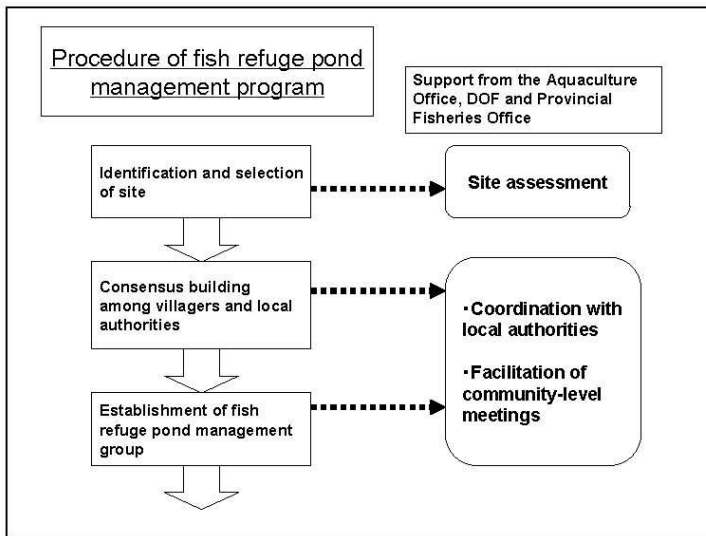 Procedure of fish refuge pond
management program
Support from the Aquaculture
Office, DOF and Provincial
Fisheries Office
Identification and selection
of site
Site assessment
Consensus building
among villagers and local
authorities
・Coordination with
local authorities
・Facilitation of
community-level
meetings
Establishment of fish
refuge pond management
group